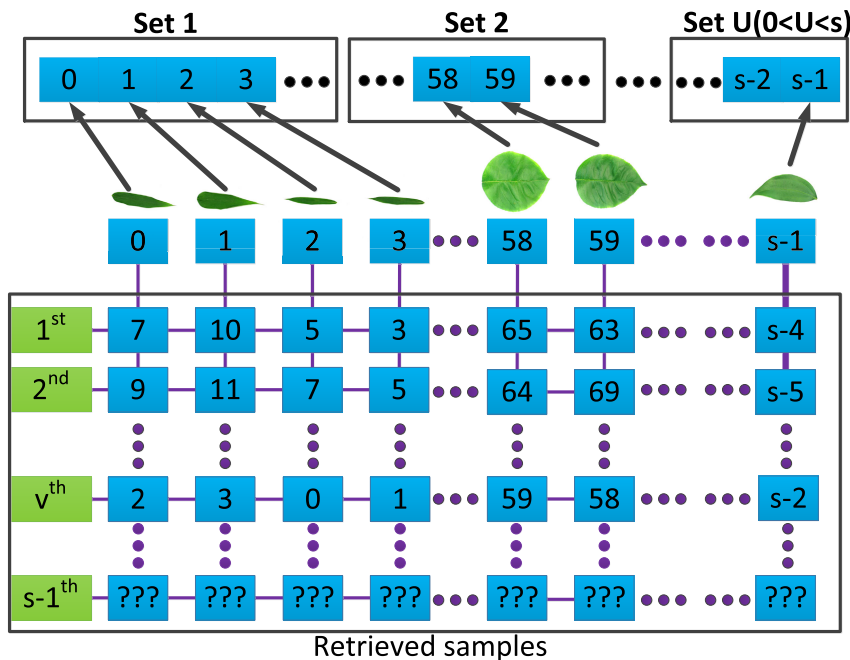 Set 1 Set 2 Set U(0<U<s)
0 1 2 3 58 59 s-2 s-1
0 1 2 3 58 59 s-1
1st 7 10 5 3 65 63 s-4
2nd 9 11 7 5 64 69 s-5
vth 2 3 0 1 59 58 s-2
s-1th ??? ??? ??? ??? ??? ??? ???
Retrieved samples